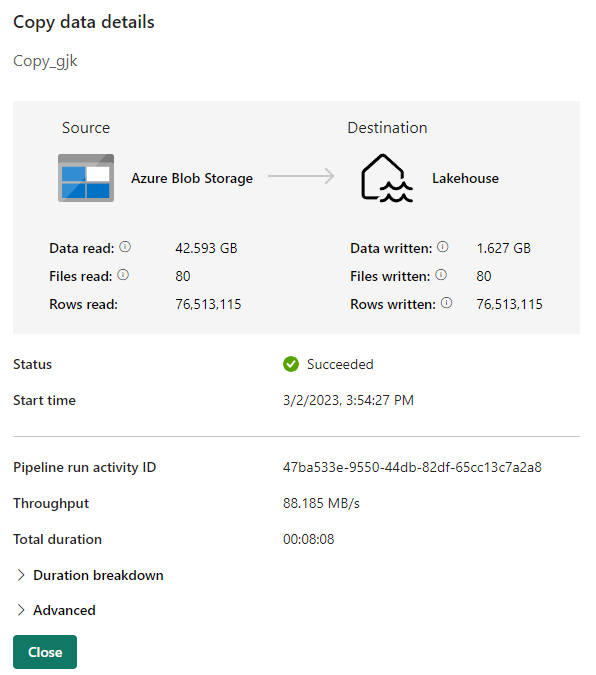 Copy data details
Copy_gjk
Source Destination
Azure Blob Storage Lakehouse
Data read: 42.593 GB Data written: 1.627 GB
Files read: 80 Files written: 80
Rows read: 76,513,115 Rows written: 76,513,115
Status Succeeded
Start time 3/2/2023, 3:54:27 PM
Pipeline run activity ID 47ba533e-9550-44db-82df-65cc13c7a2a8
Throughput 88.185 MB/s
Total duration 00:08:08
Duration breakdown
Advanced
Close